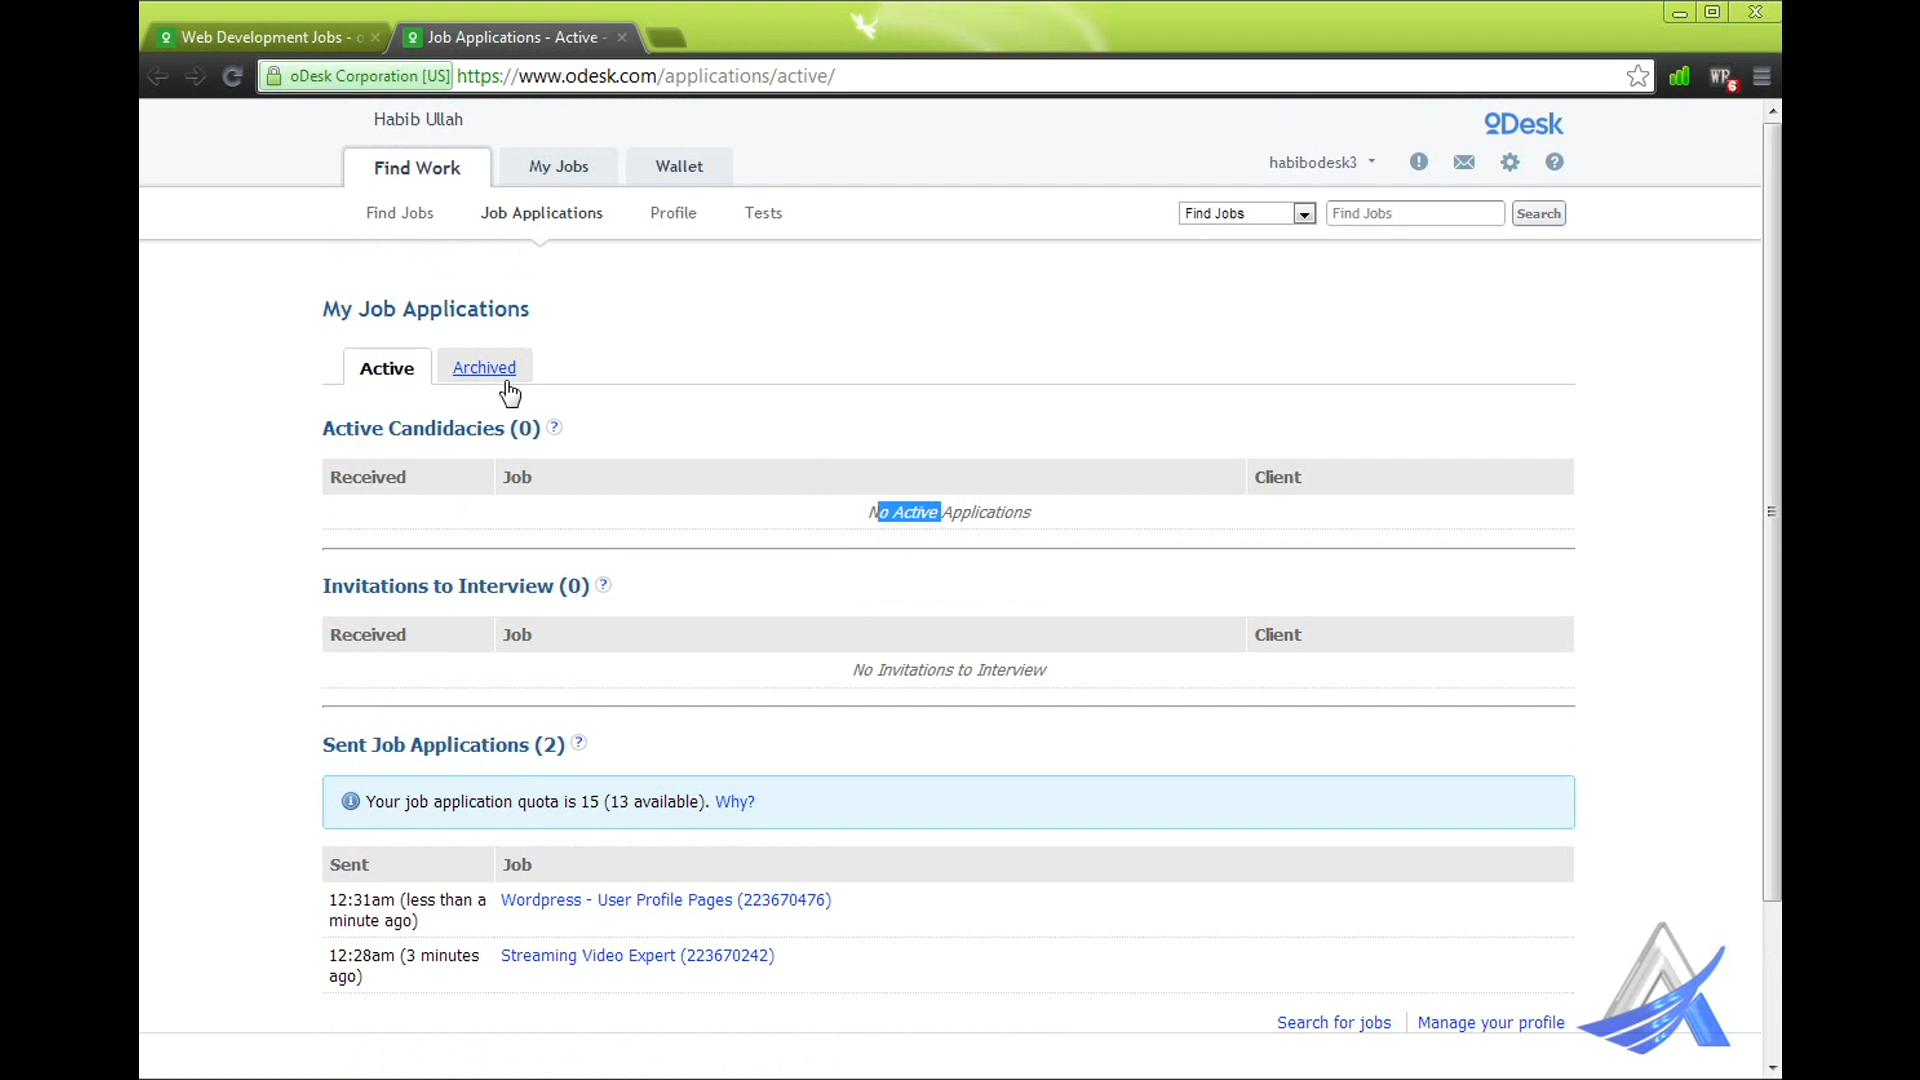 Web Development Jobs - o
Job Applications - Active -
oDesk Corporation [US]
https://www.odesk.com/applications/active/
WP
6
Habib Ullah
oDesk
Find Work
My Jobs
Wallet
habibodesk3
Find Jobs
Job Applications
Profile
Tests
Find Jobs
Find Jobs
Search
My Job Applications
Active
Archived
Active Candidacies (0) ?
Received Job Client
No Active Applications
Invitations to Interview (0) ?
Received Job Client
No Invitations to Interview
Sent Job Applications (2) ?
Your job application quota is 15 (13 available). Why?
Sent Job
12:31am (less than a
minute ago)
Wordpress - User Profile Pages (223670476)
12:28am (3 minutes
ago)
Streaming Video Expert (223670242)
Search for jobs
Manage your profile